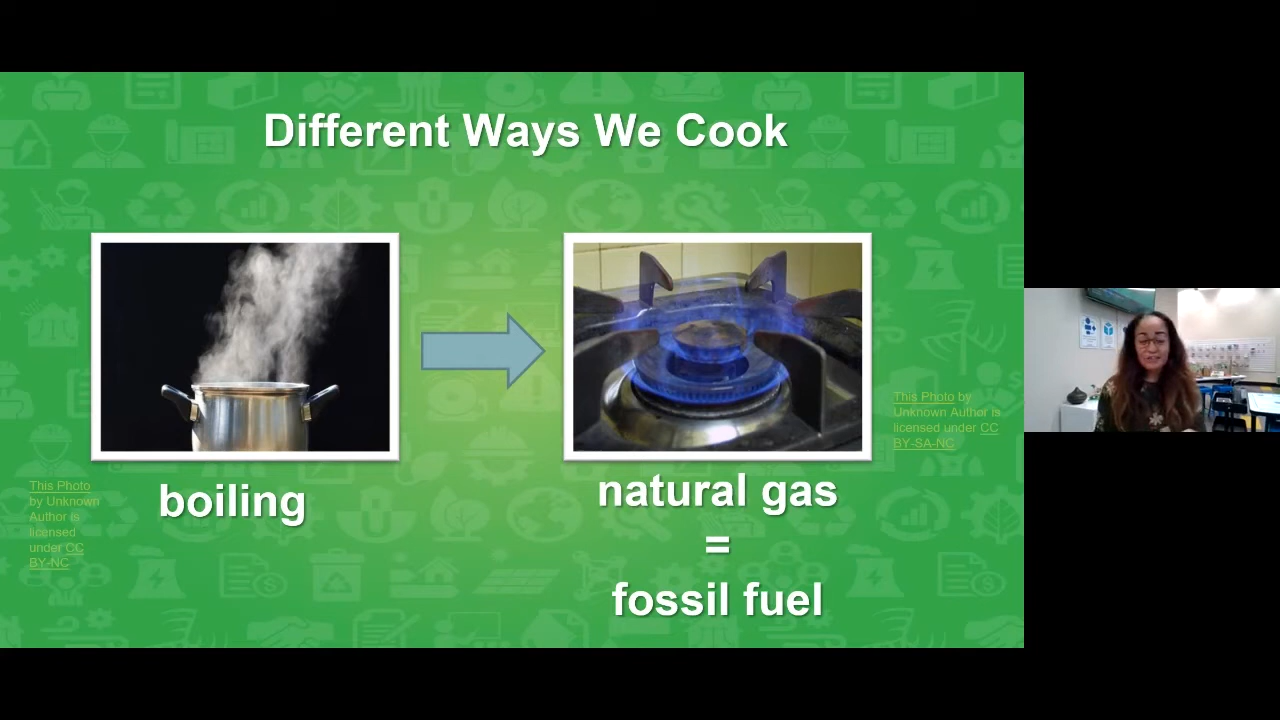 Different Ways We Cook
This Photo by
Unknown Author is
licensed under CC
BY-SA-NC
This Photo
by Unknown
Author is
licensed
under CC
BY-NC
boiling
natural gas
=
fossil fuel